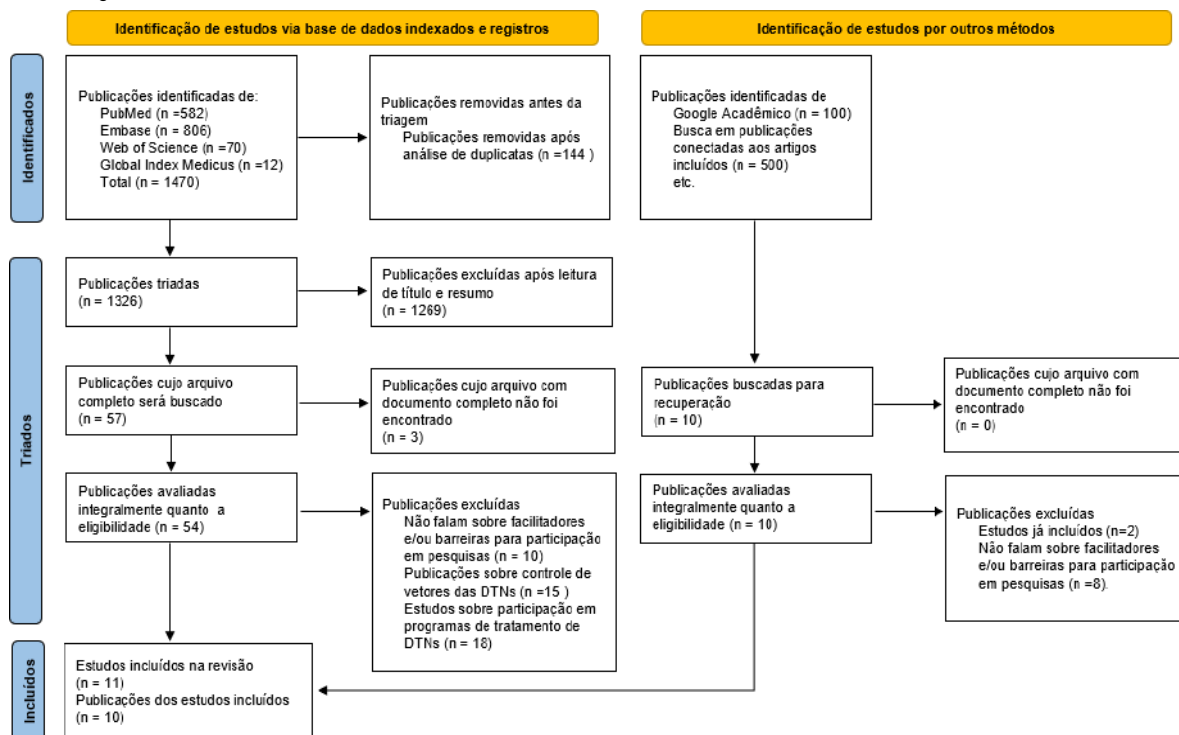 Identificação de estudos via base de dados indexados e registros
Identificação de estudos por outros métodos
Identificados
Publicações identificadas de:
PubMed (n =582)
Embase (n = 806)
Web of Science (n =70)
Global Index Medicus (n =12)
Total (n = 1470)
Publicações removidas antes da
triagem
Publicações removidas após
análise de duplicatas (n =144 )
Publicações identificadas de
Google Acadêmico (n = 100)
Busca em publicações
conectadas aos artigos
incluídos (n = 500)
etc.
Triados
Publicações triadas
(n = 1326)
Publicações excluídas após leitura
de título e resumo
(n = 1269)
Publicações cujo arquivo
completo será buscado
(n = 57)
Publicações cujo arquivo com
documento completo não foi
encontrado
(n = 3)
Publicações buscadas para
recuperação
(n = 10)
Publicações cujo arquivo com
documento completo não foi
encontrado
(n = 0)
Publicações avaliadas
integralmente quanto a
eligibilidade (n = 54)
Publicações excluídas
Não falam sobre facilitadores
e/ou barreiras para participação
em pesquisas (n = 10)
Publicações sobre controle de
vetores das DTNs (n =15 )
Estudos sobre participação em
programas de tratamento de
DTNs (n = 18)
Publicações avaliadas
integralmente quanto a
eligibilidade (n = 10)
Publicações excluídas
Estudos já incluídos (n=2)
Não falam sobre facilitadores
e/ou barreiras para participação
em pesquisas (n =8).
Incluídos
Estudos incluídos na revisão
(n = 11)
Publicações dos estudos incluídos
(n = 10)